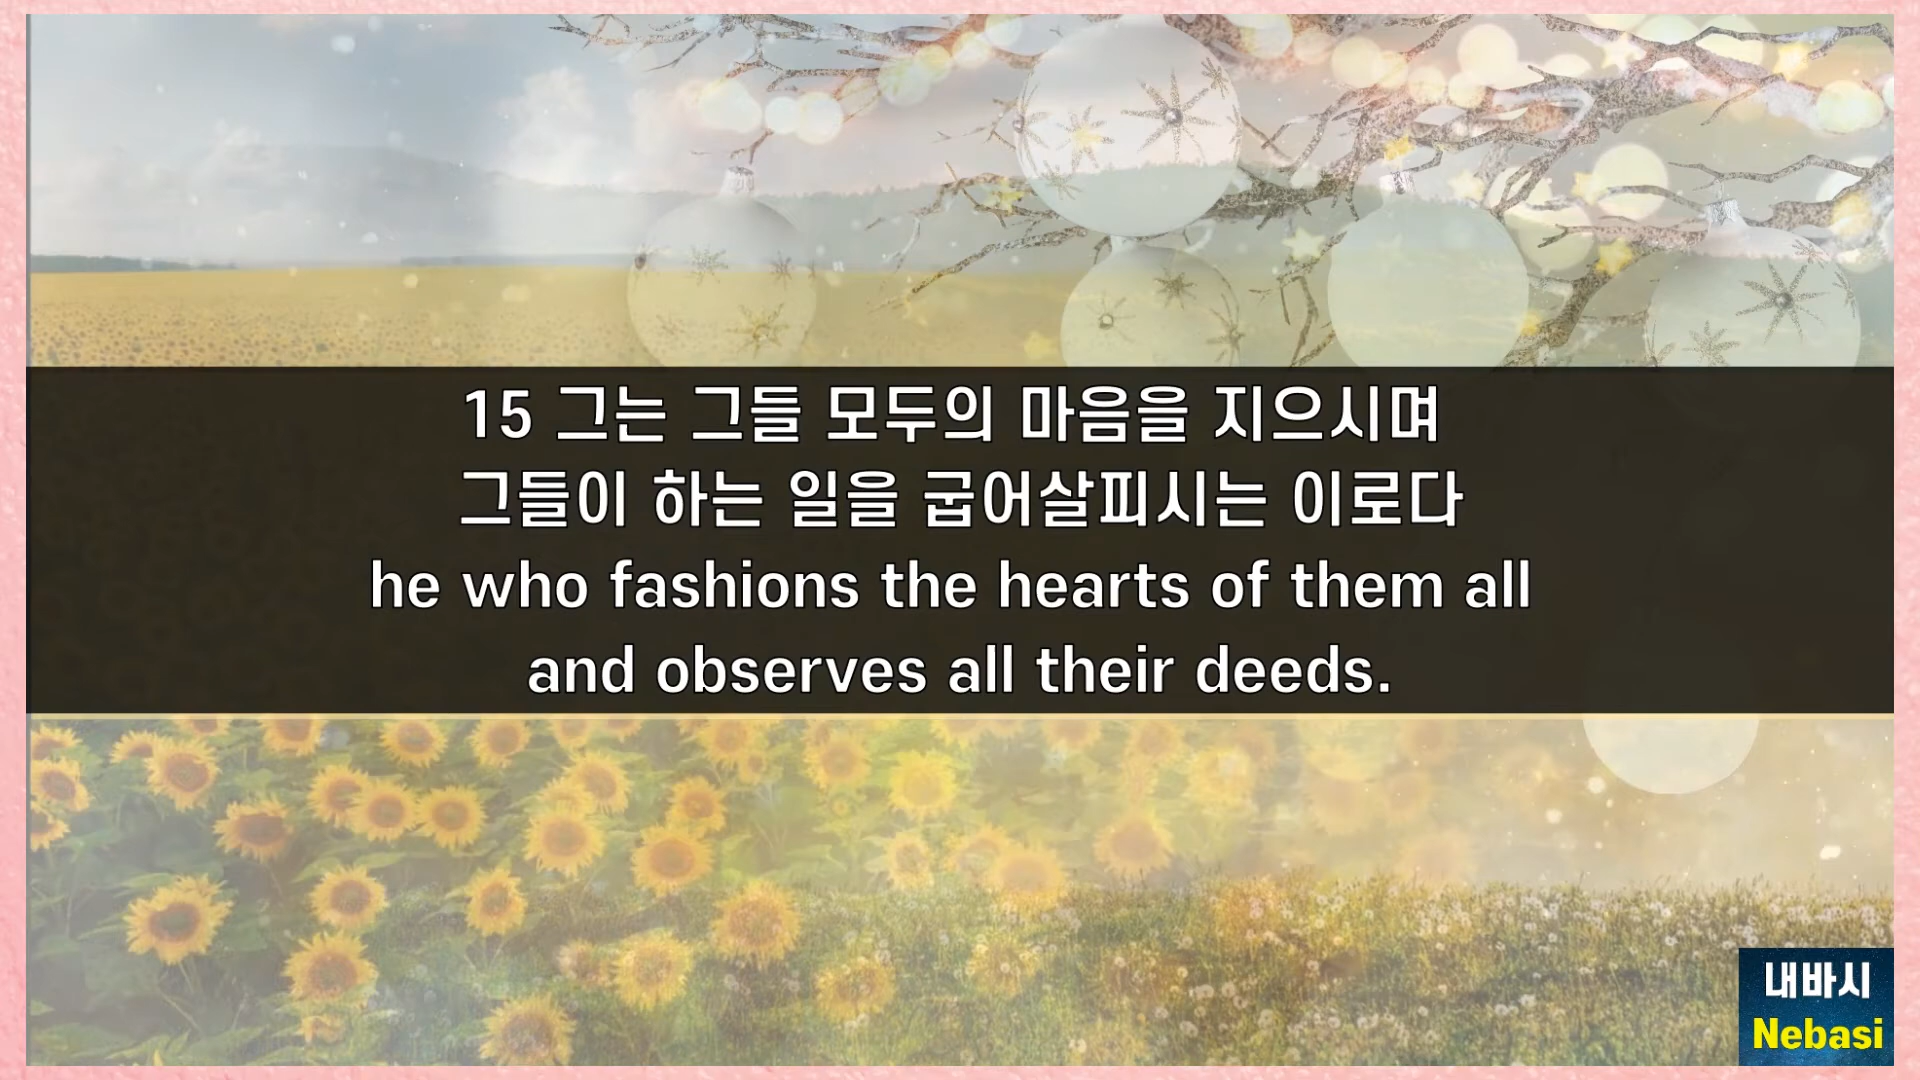 15 그는 그들 모두의 마음을 지으시며
그들이 하는 일을 굽어살피시는 이로다
he who fashions the hearts of them all
and observes all their deeds.
내바시
Nebasi